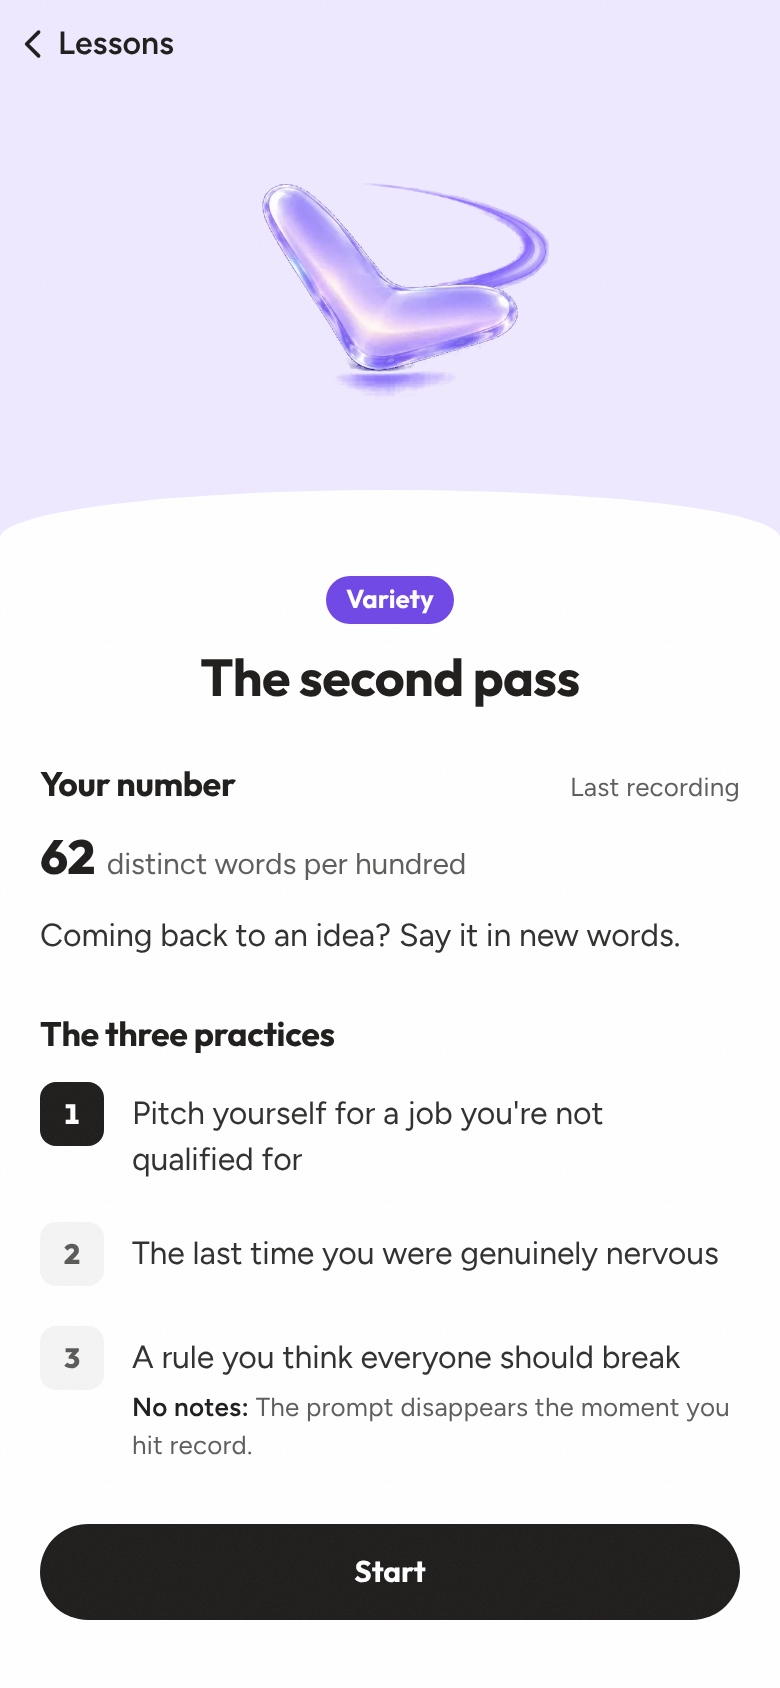 Lessons
Variety
The second pass
Your number
Last recording
62 distinct words per hundred
Coming back to an idea? Say it in new words.
The three practices
1 Pitch yourself for a job you're not
qualified for
2 The last time you were genuinely nervous
3 A rule you think everyone should break
No notes: The prompt disappears the moment you
hit record.
Start